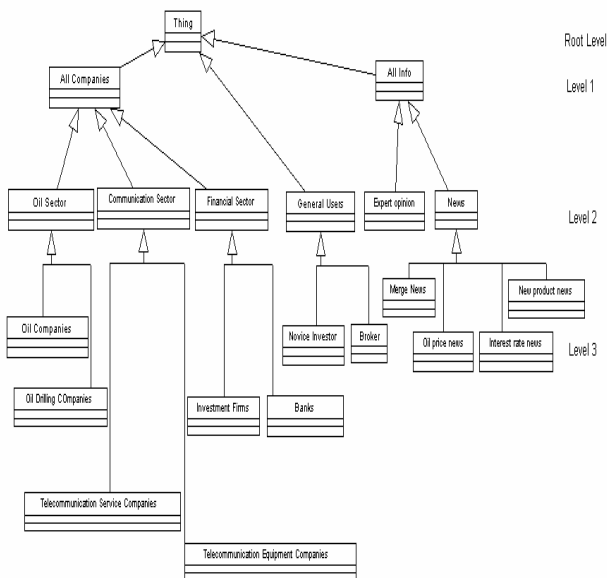 Thing
Root Level
All Companies
All Info
Level 1
Oil Sector
Communication Sector
Financial Sector
General Users
Expert opinion
News
Level 2
Merge News
New product news
Oil Companies
Novice Investor
Broker
Oil price news
Interest rate news
Level 3
Oil Drilling COmpanies
Investment Firms
Banks
Telecommunication Service Companies
Telecommunication Equipment Companies